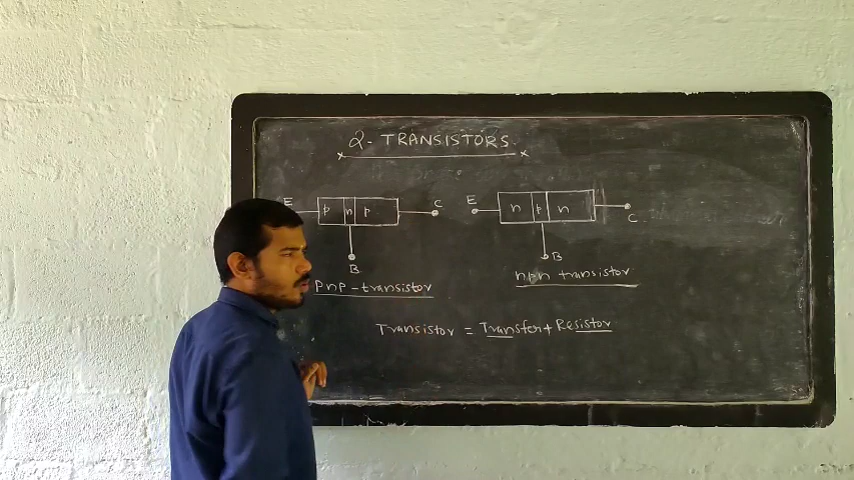 2- TRANSISTORS
E p n p C
B
pnp-transistor
E n p n C
B
npn transistor
Transistor = Transfer + Resistor